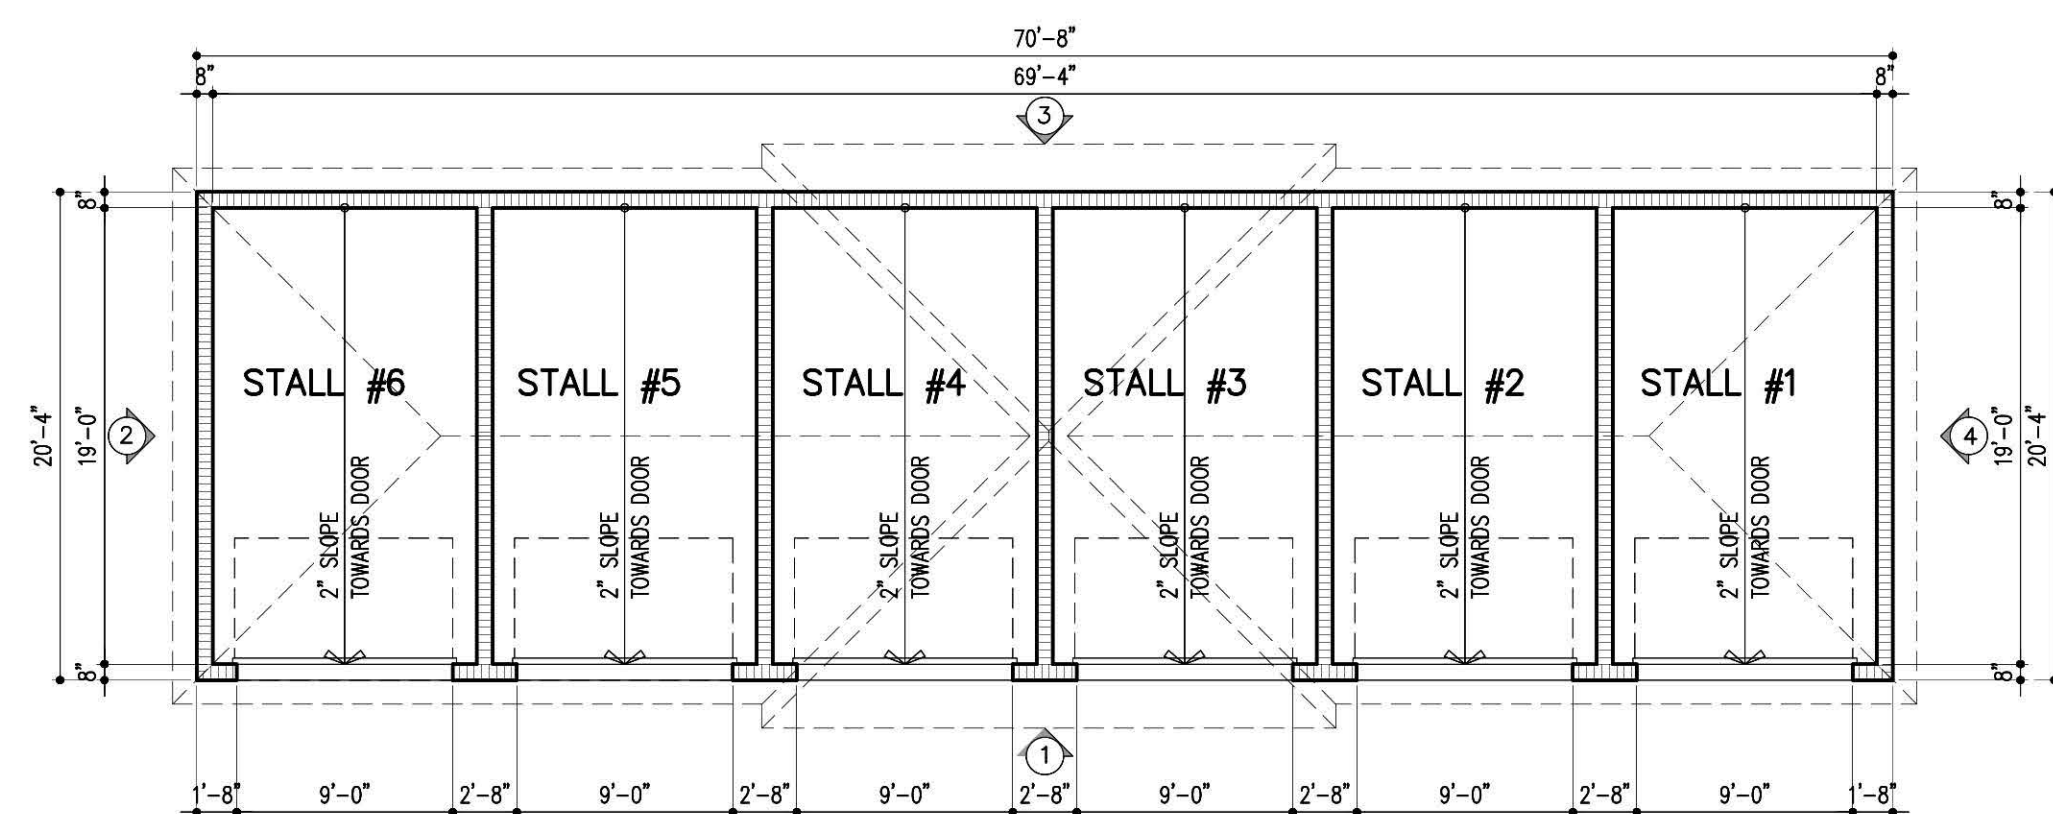 70'-8"
8" 69'-4" 8"
3
8" 8"
STALL #6 STALL #5 STALL #4 STALL #3 STALL #2 STALL #1
20'-4" 19'-0" 2 4 19'-0" 20'-4"
2" SLOPE
TOWARDS DOOR
2" SLOPE
TOWARDS DOOR
2" SLOPE
TOWARDS DOOR
2" SLOPE
TOWARDS DOOR
2" SLOPE
TOWARDS DOOR
2" SLOPE
TOWARDS DOOR
8" 8"
1
1'-8" 9'-0" 2'-8" 9'-0" 2'-8" 9'-0" 2'-8" 9'-0" 2'-8" 9'-0" 2'-8" 9'-0" 1'-8"